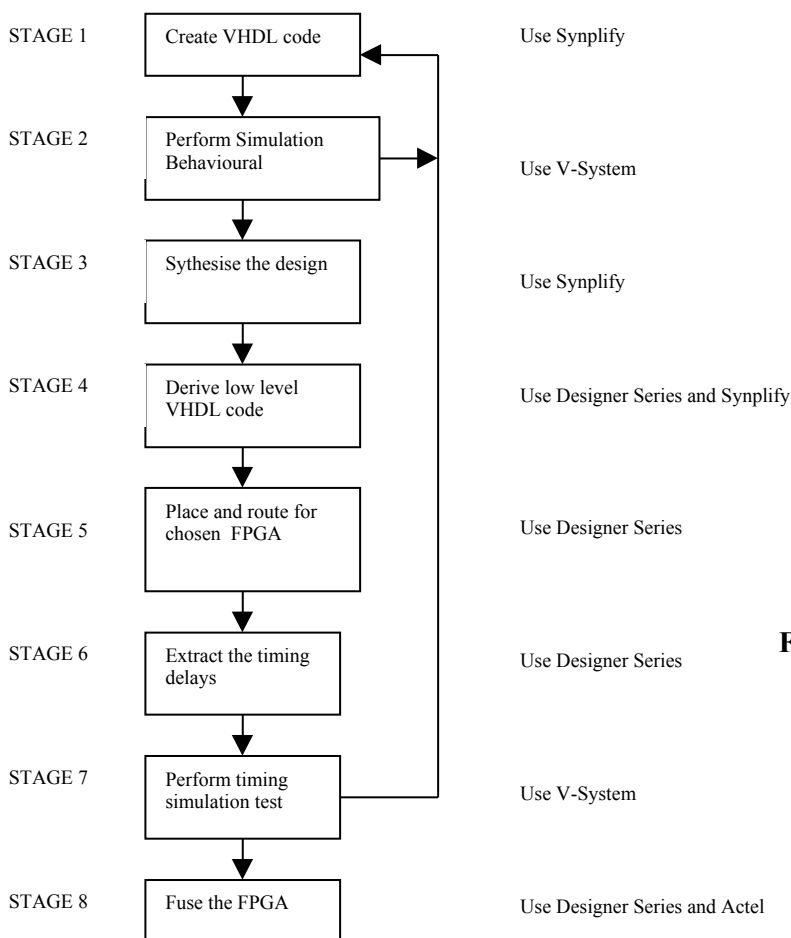 STAGE 1
Create VHDL code
Use Synplify
STAGE 2
Perform Simulation
Behavioural
Use V-System
STAGE 3
Sythesise the design
Use Synplify
STAGE 4
Derive low level
VHDL code
Use Designer Series and Synplify
STAGE 5
Place and route for
chosen FPGA
Use Designer Series
STAGE 6
Extract the timing
delays
Use Designer Series
F
STAGE 7
Perform timing
simulation test
Use V-System
STAGE 8
Fuse the FPGA
Use Designer Series and Actel